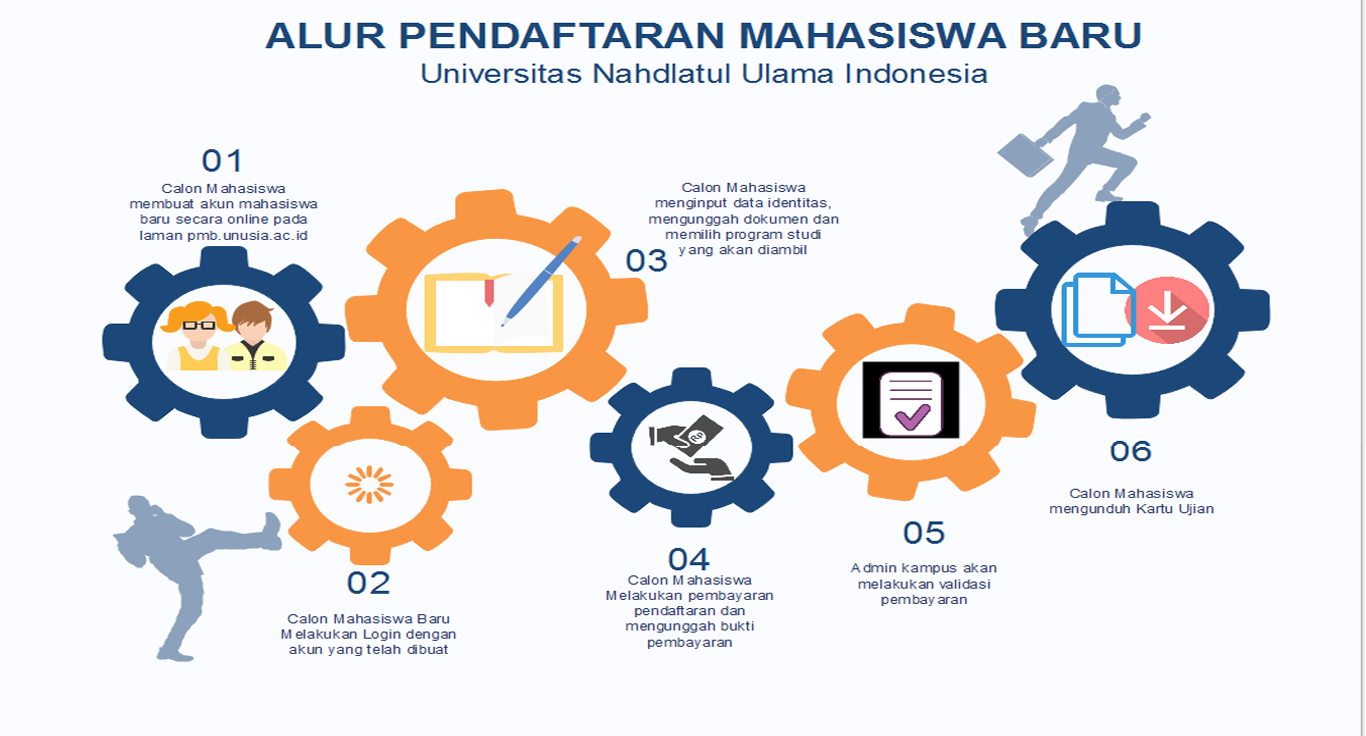 ALUR PENDAFTARAN MAHASISWA BARU
Universitas Nahdlatul Ulama Indonesia
01
Calon Mahasiswa
membuat akun mahasiswa
baru secara online pada
laman pmb.unusia.ac.id
02
Calon Mahasiswa Baru
Melakukan Login dengan
akun yang telah dibuat
03
Calon Mahasiswa
menginput data identitas,
mengunggah dokumen dan
memilih program studi
yang akan diambil
04
Calon Mahasiswa
Melakukan pembayaran
pendaftaran dan
mengunggah bukti
pembayaran
Rp
05
Admin kampus akan
melakukan validasi
pembayaran
06
Calon Mahasiswa
mengunduh Kartu Ujian